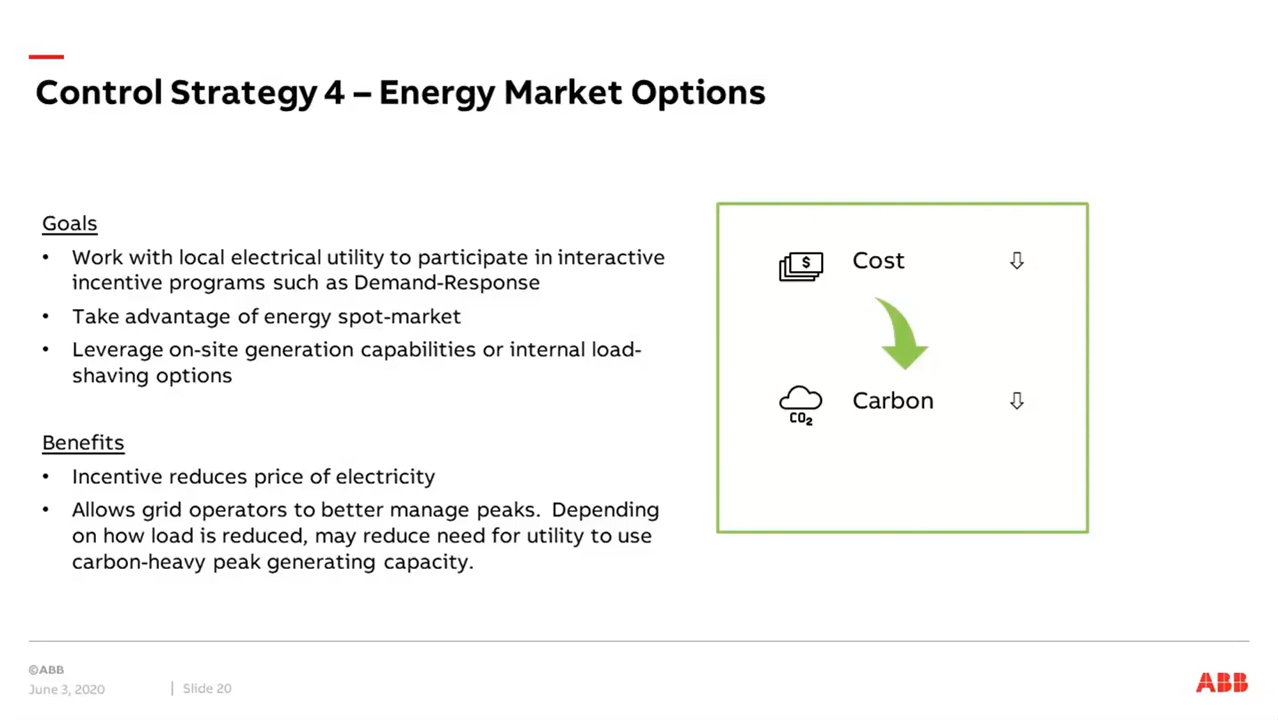 Control Strategy 4 – Energy Market Options
Goals
• Work with local electrical utility to participate in interactive
incentive programs such as Demand-Response
• Take advantage of energy spot-market
• Leverage on-site generation capabilities or internal load-
shaving options
Benefits
• Incentive reduces price of electricity
• Allows grid operators to better manage peaks.  Depending
on how load is reduced, may reduce need for utility to use
carbon-heavy peak generating capacity.
$
Cost
⇩
CO₂
Carbon
⇩
©ABB
June 3, 2020 | Slide 20
ABB